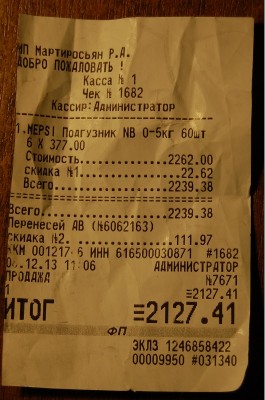 ИП Мартиросьян Р.А.
ДОБРО ПОЖАЛОВАТЬ !
Касса № 1
Чек № 1682
Кассир:Администратор
1.MEPSI Подгузник NB 0-5кг 60шт
6 X 377.00
Стоимость 2262.00
скидка №1 22.62
Всего 2239.38
Всего 2239.38
Перенесей АВ (№6062163)
скидка №2. 111.97
ККМ 001217 6 ИНН 616500030871 #1682
06.12.13 11:06 АДМИНИСТРАТОР
ПРОДАЖА №7671
1 ≡2127.41
ИТОГ ≡2127.41
ФП
ЭКЛЗ 1246858422
00009950 #031340